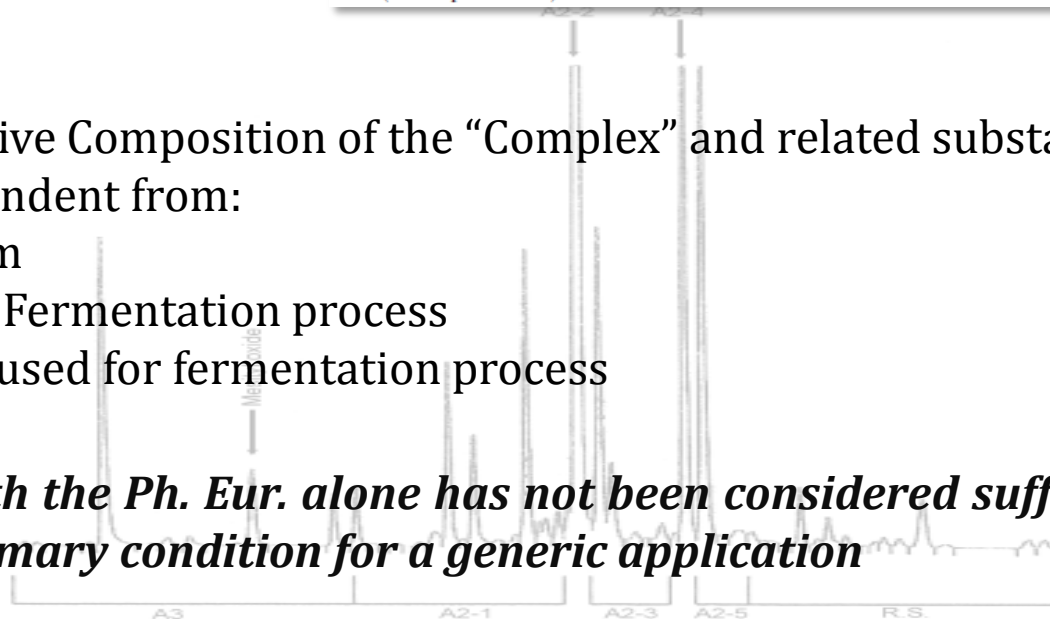 A2-2 A2-4
ive Composition of the “Complex” and related substa
ndent from:
m
Fermentation process
used for fermentation process
th the Ph. Eur. alone has not been considered suff
mary condition for a generic application
A3 A2-1 A2-3 A2-5 R.S.